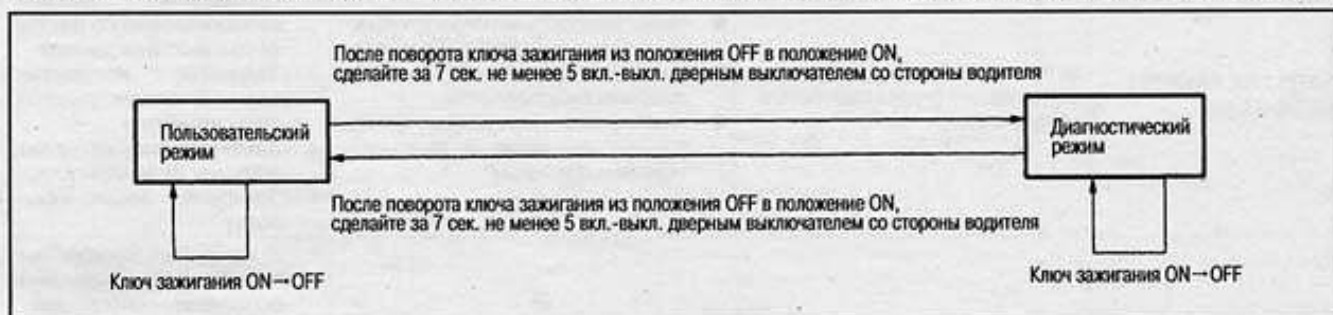 После поворота ключа зажигания из положения OFF в положение ON,
сделайте за 7 сек. не менее 5 вкл.-выкл. дверным выключателем со стороны водителя
Пользовательский
режим
Диагностический
режим
После поворота ключа зажигания из положения OFF в положение ON,
сделайте за 7 сек. не менее 5 вкл.-выкл. дверным выключателем со стороны водителя
Ключ зажигания ON→OFF
Ключ зажигания ON→OFF